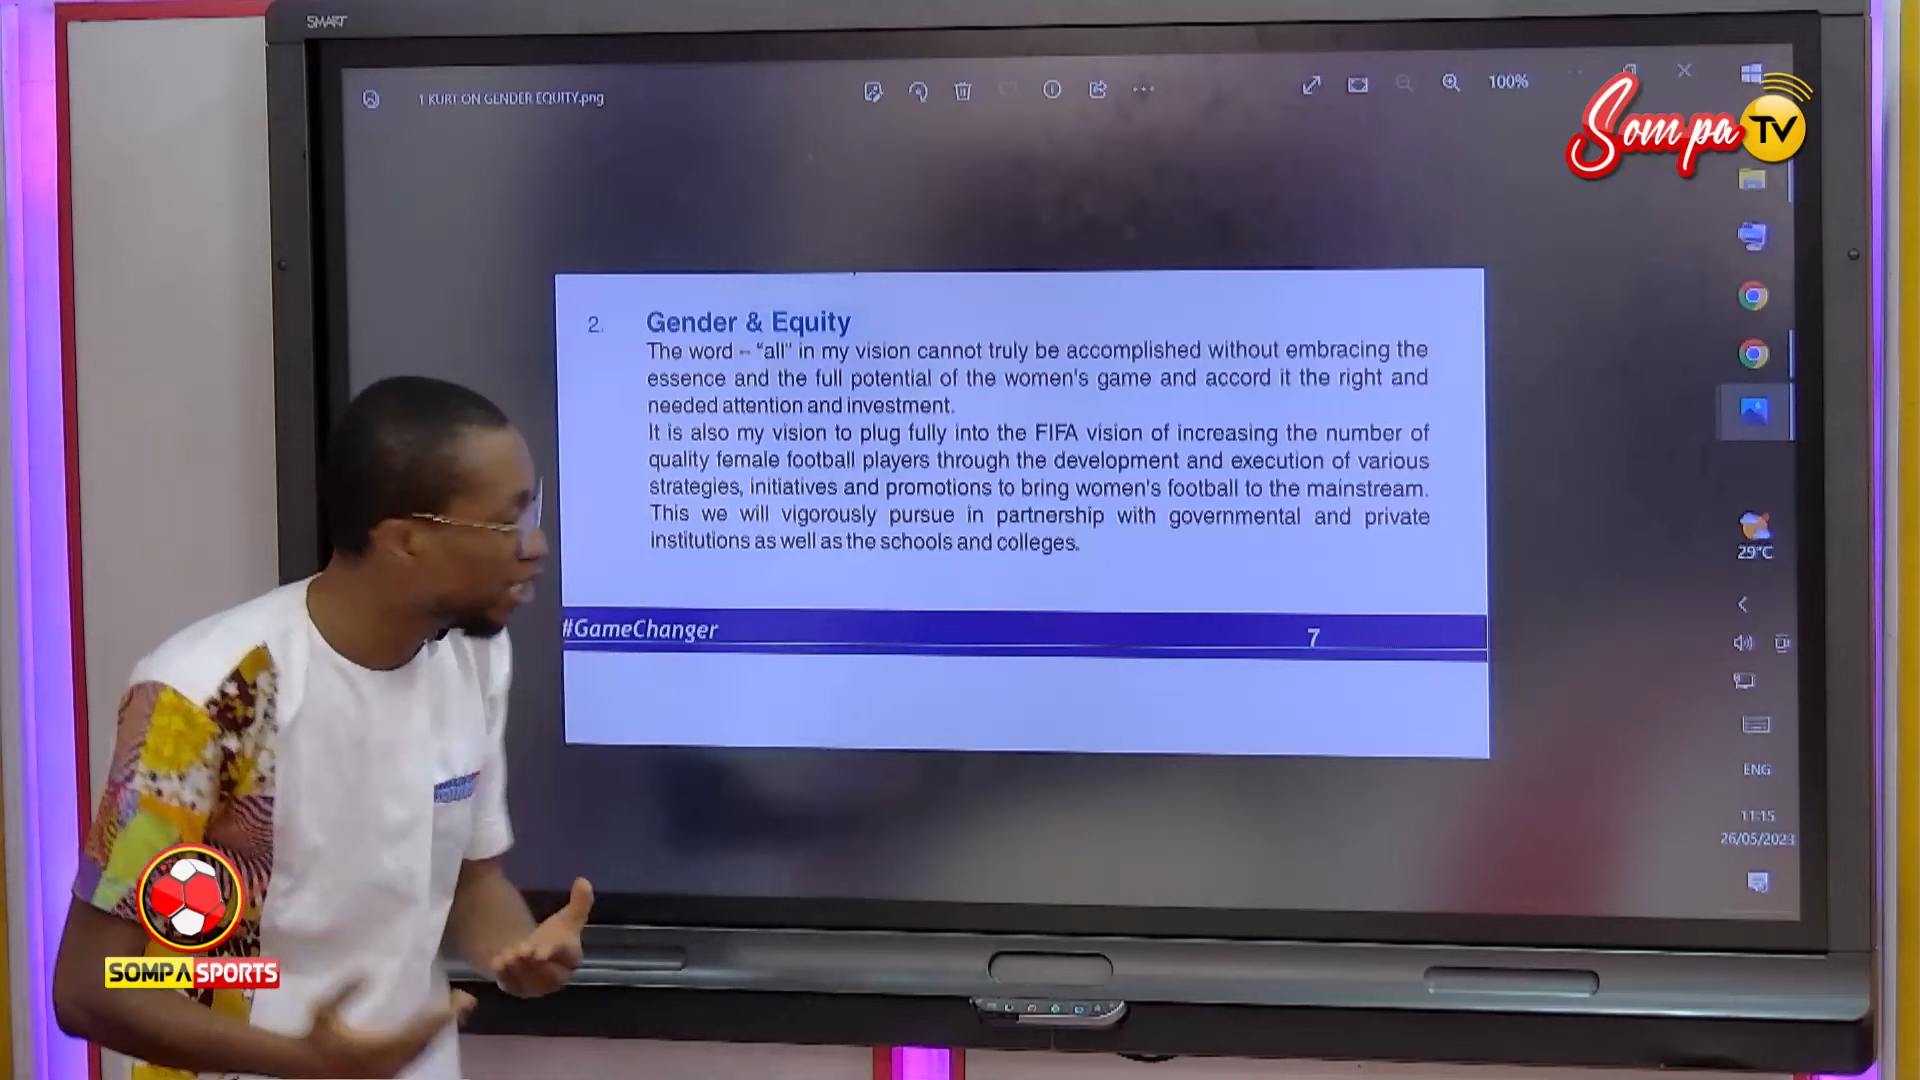 SMART
1 KURT ON GENDER EQUITY.png
100%
Sompa TV
2. Gender & Equity
The word – “all” in my vision cannot truly be accomplished without embracing the
essence and the full potential of the women's game and accord it the right and
needed attention and investment.
It is also my vision to plug fully into the FIFA vision of increasing the number of
quality female football players through the development and execution of various
strategies, initiatives and promotions to bring women's football to the mainstream.
This we will vigorously pursue in partnership with governmental and private
institutions as well as the schools and colleges.
#GameChanger 7
29°C
ENG
11:15
26/05/2023
SOMPA SPORTS